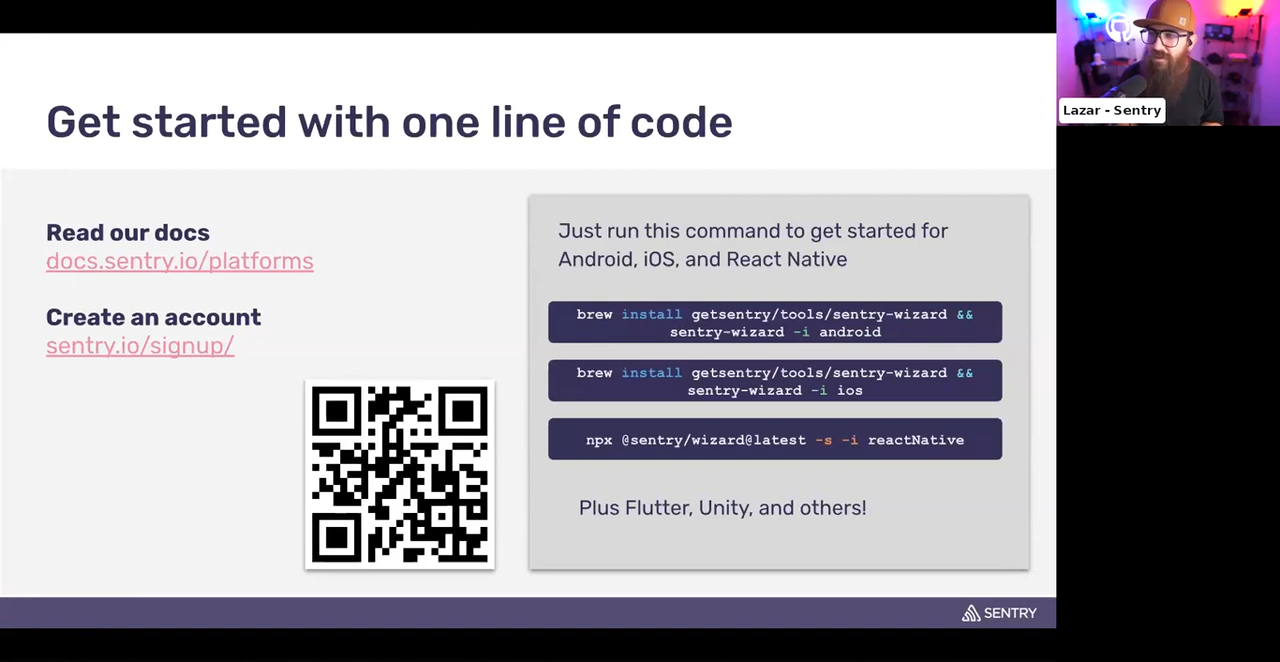 Get started with one line of code
Read our docs
docs.sentry.io/platforms
Create an account
sentry.io/signup/
Just run this command to get started for
Android, iOS, and React Native
brew install getsentry/tools/sentry-wizard &&
sentry-wizard -i android
brew install getsentry/tools/sentry-wizard &&
sentry-wizard -i ios
npx @sentry/wizard@latest -s -i reactNative
Plus Flutter, Unity, and others!
SENTRY
Lazar - Sentry